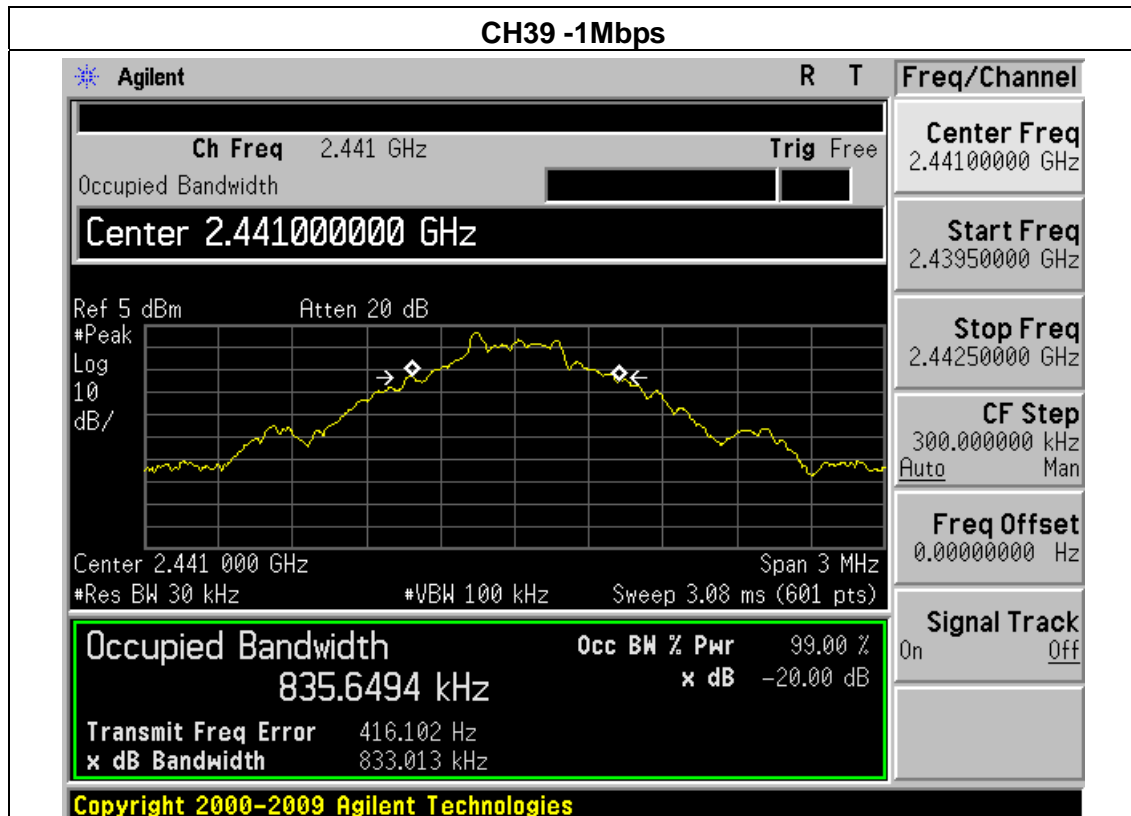 CH39 -1Mbps
Agilent R T Freq/Channel
Ch Freq 2.441 GHz Trig Free
Occupied Bandwidth
Center 2.441000000 GHz
Ref 5 dBm Atten 20 dB
#Peak
Log
10
dB/
Center 2.441 000 GHz Span 3 MHz
#Res BW 30 kHz #VBW 100 kHz Sweep 3.08 ms (601 pts)
Occupied Bandwidth
835.6494 kHz
Occ BW % Pwr 99.00 %
x dB -20.00 dB
Transmit Freq Error 416.102 Hz
x dB Bandwidth 833.013 kHz
Center Freq
2.44100000 GHz
Start Freq
2.43950000 GHz
Stop Freq
2.44250000 GHz
CF Step
300.000000 kHz
Auto Man
Freq Offset
0.00000000 Hz
Signal Track
On Off
Copyright 2000-2009 Agilent Technologies